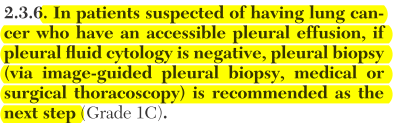 2.3.6. In patients suspected of having lung can-
cer who have an accessible pleural effusion, if
pleural fluid cytology is negative, pleural biopsy
(via image-guided pleural biopsy, medical or
surgical thoracoscopy) is recommended as the
next step (Grade 1C).